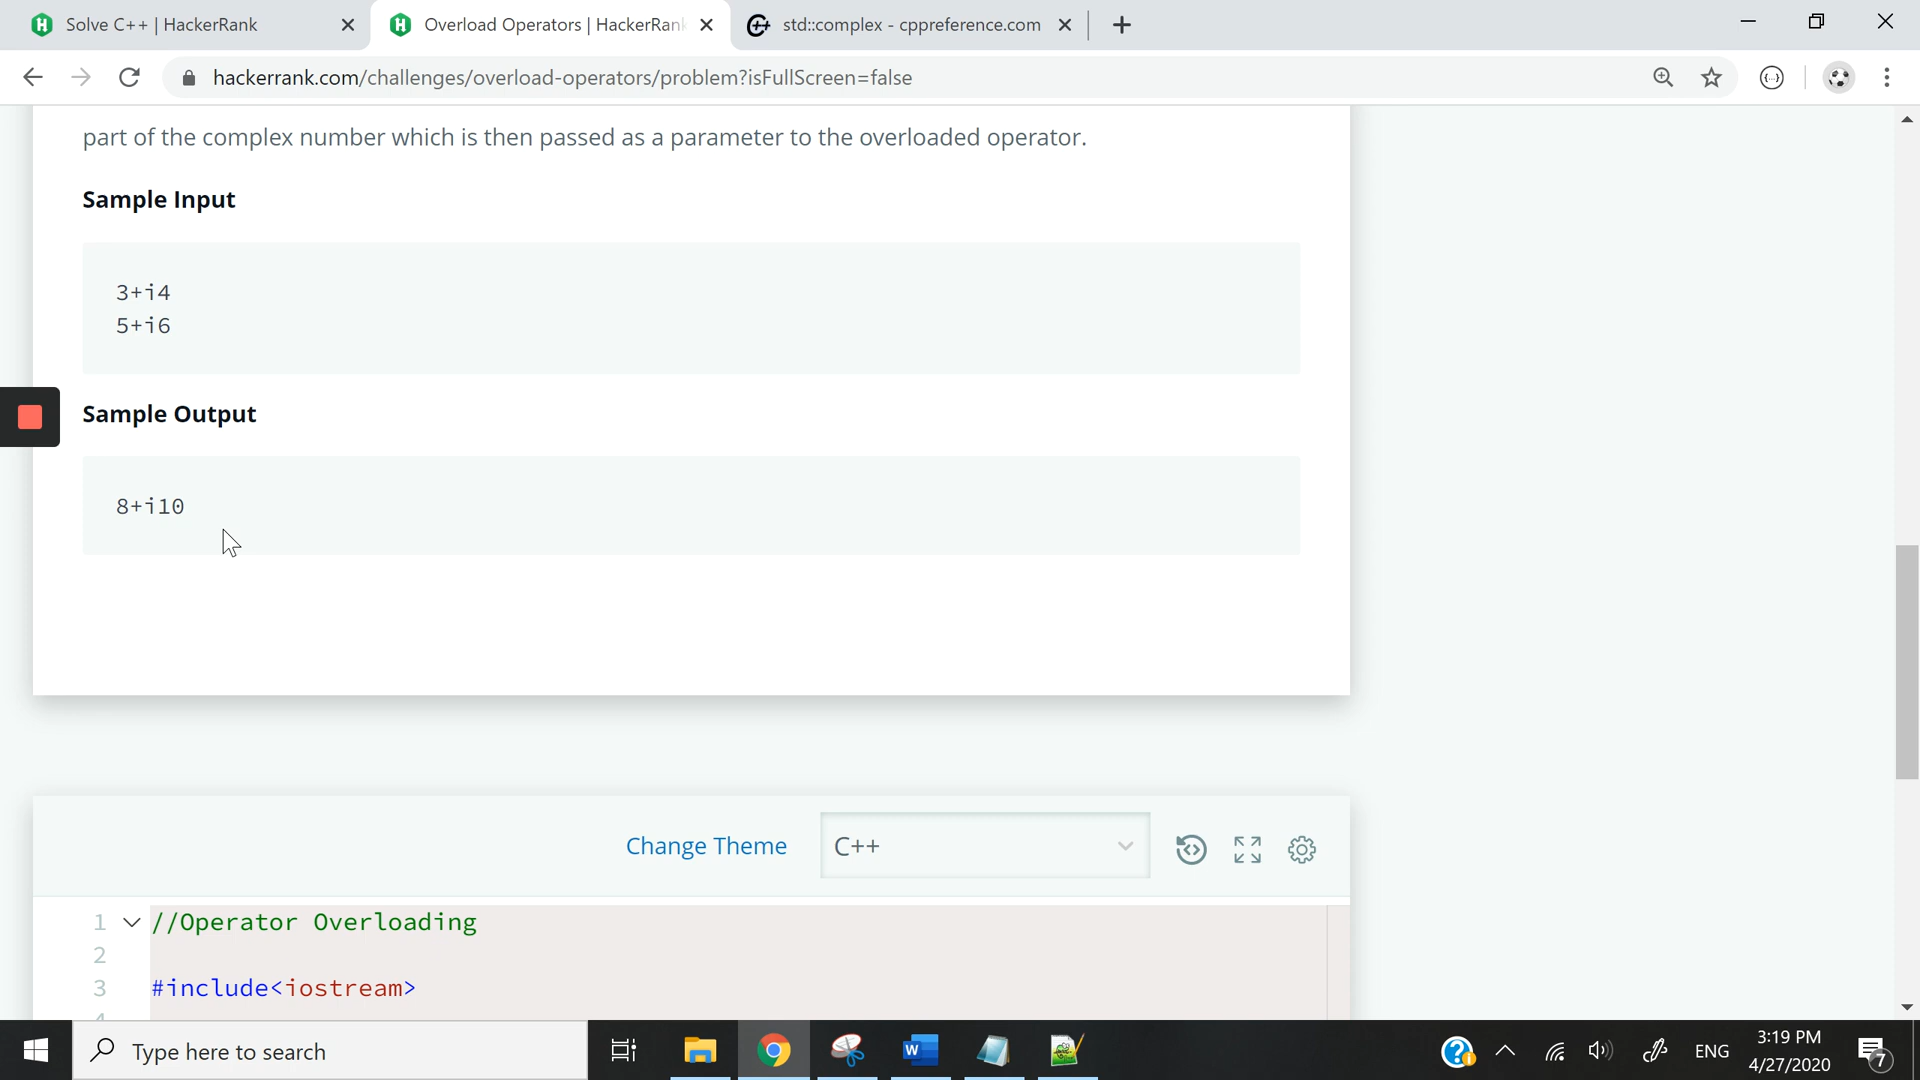 Solve C++ | HackerRank
Overload Operators | HackerRank
std::complex - cppreference.com
hackerrank.com/challenges/overload-operators/problem?isFullScreen=false
part of the complex number which is then passed as a parameter to the overloaded operator.
Sample Input
3+i4
5+i6
Sample Output
8+i10
Change Theme
C++
1 //Operator Overloading
2
3 #include<iostream>
4
Type here to search
ENG
3:19 PM
4/27/2020
7